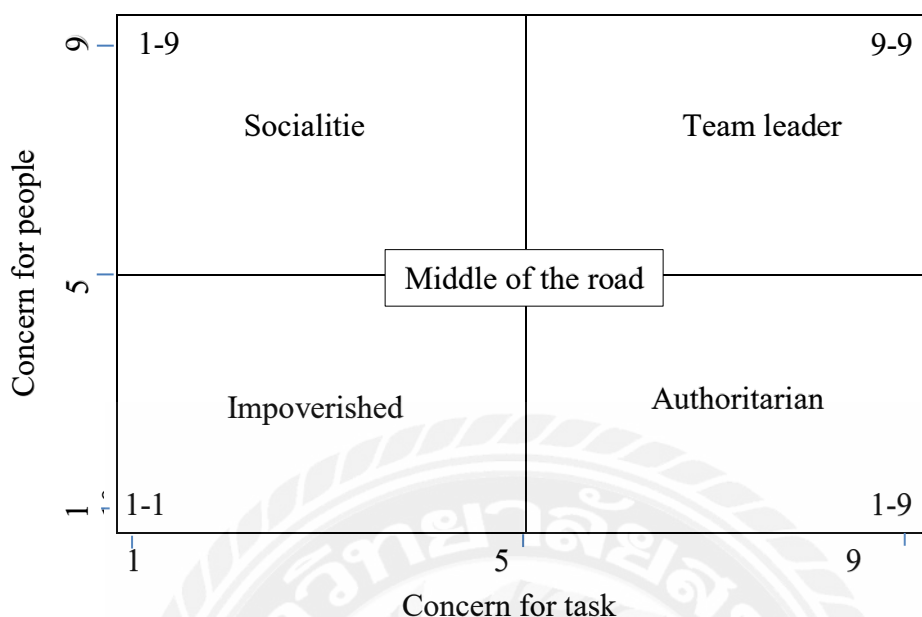 9
1-9
9-9
Socialitie
Team leader
Concern for people
5
Middle of the road
Impoverished
Authoritarian
1
1-1
1-9
1
5
9
Concern for task